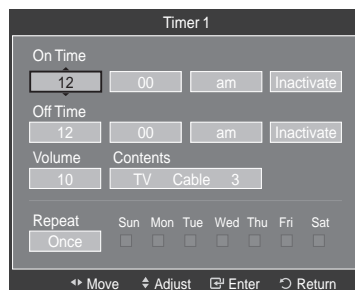 Timer 1
On Time
12 00 am Inactivate
Off Time
12 00 am Inactivate
Volume Contents
10 TV Cable 3
Repeat Sun Mon Tue Wed Thu Fri Sat
Once
Move Adjust Enter Return